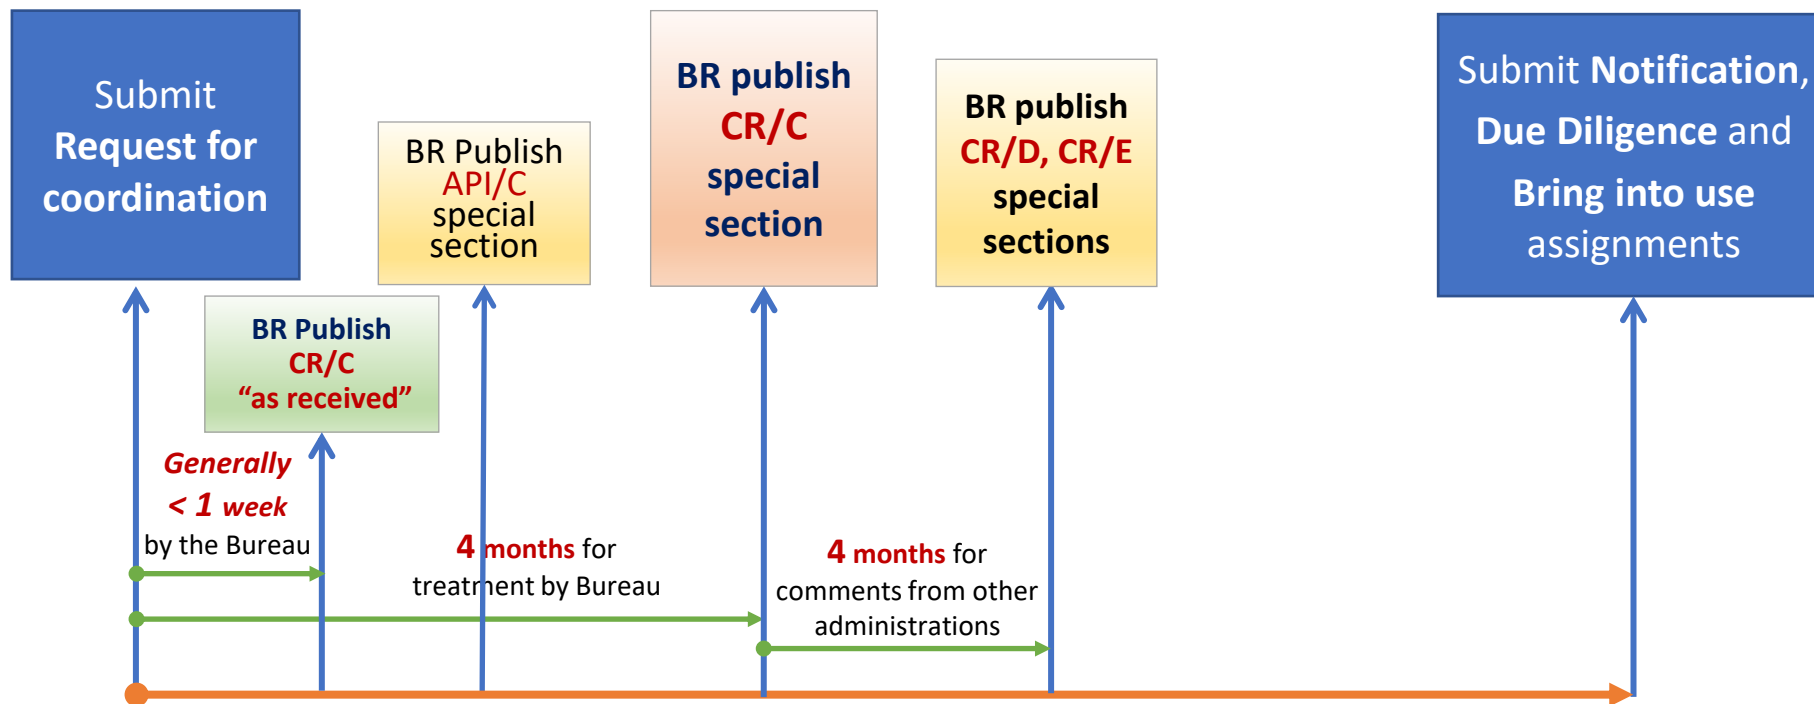 Submit
Request for
coordination
BR Publish
CR/C
“as received”
BR Publish
API/C
special
section
BR publish
CR/C
special
section
BR publish
CR/D, CR/E
special
sections
Submit Notification,
Due Diligence and
Bring into use
assignments
Generally
< 1 week
by the Bureau
4 months for
treatment by Bureau
4 months for
comments from other
administrations